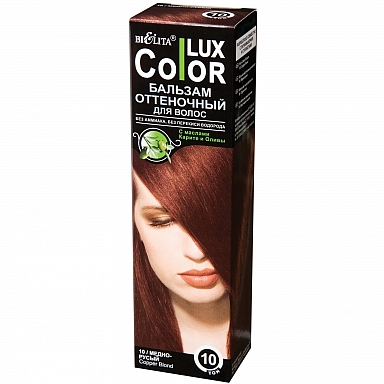 10
BIELITA
LUX
Color
БАЛЬЗАМ
ОТТЕНОЧНЫЙ
ДЛЯ ВОЛОС
БЕЗ АММИАКА, БЕЗ ПЕРЕКИСИ ВОДОРОДА
С маслами
Карите и Оливы
10 / МЕДНО-
РУСЫЙ
Copper Blond
10
ТОН